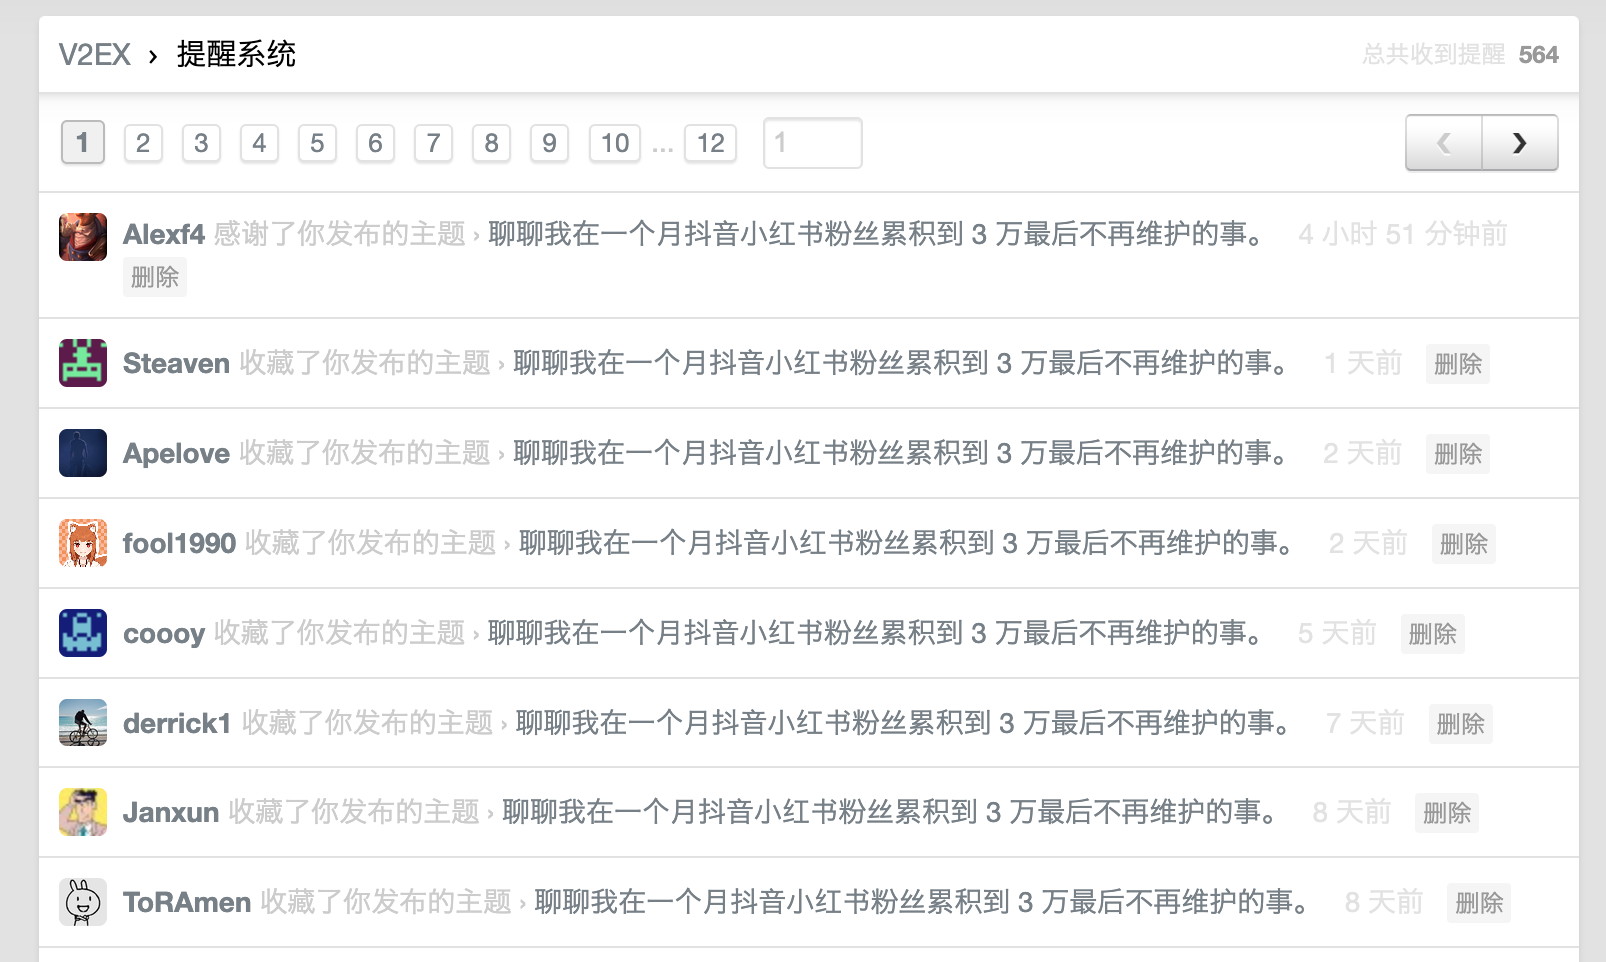 V2EX › 提醒系统 总共收到提醒 564
1 2 3 4 5 6 7 8 9 10 ... 12 1 ❮ ❯
Alexf4 感谢了你发布的主题 › 聊聊我在一个月抖音小红书粉丝累积到 3 万最后不再维护的事。 4 小时 51 分钟前
删除
Steaven 收藏了你发布的主题 › 聊聊我在一个月抖音小红书粉丝累积到 3 万最后不再维护的事。 1 天前 删除
Apelove 收藏了你发布的主题 › 聊聊我在一个月抖音小红书粉丝累积到 3 万最后不再维护的事。 2 天前 删除
fool1990 收藏了你发布的主题 › 聊聊我在一个月抖音小红书粉丝累积到 3 万最后不再维护的事。 2 天前 删除
coooy 收藏了你发布的主题 › 聊聊我在一个月抖音小红书粉丝累积到 3 万最后不再维护的事。 5 天前 删除
derrick1 收藏了你发布的主题 › 聊聊我在一个月抖音小红书粉丝累积到 3 万最后不再维护的事。 7 天前 删除
Janxun 收藏了你发布的主题 › 聊聊我在一个月抖音小红书粉丝累积到 3 万最后不再维护的事。 8 天前 删除
ToRAmen 收藏了你发布的主题 › 聊聊我在一个月抖音小红书粉丝累积到 3 万最后不再维护的事。 8 天前 删除